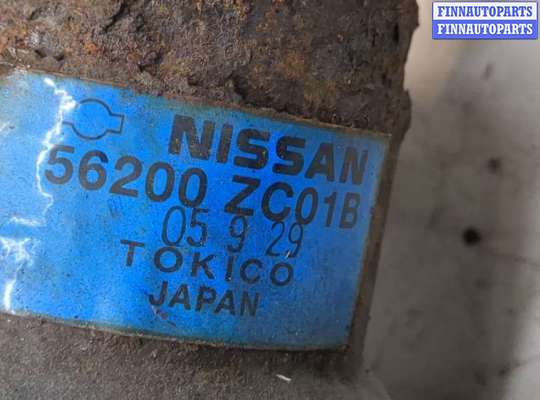 FINNAUTOPARTS
FINNAUTOPARTS
NISSAN
56200 ZC01B
05 9 29
TOKICO
JAPAN